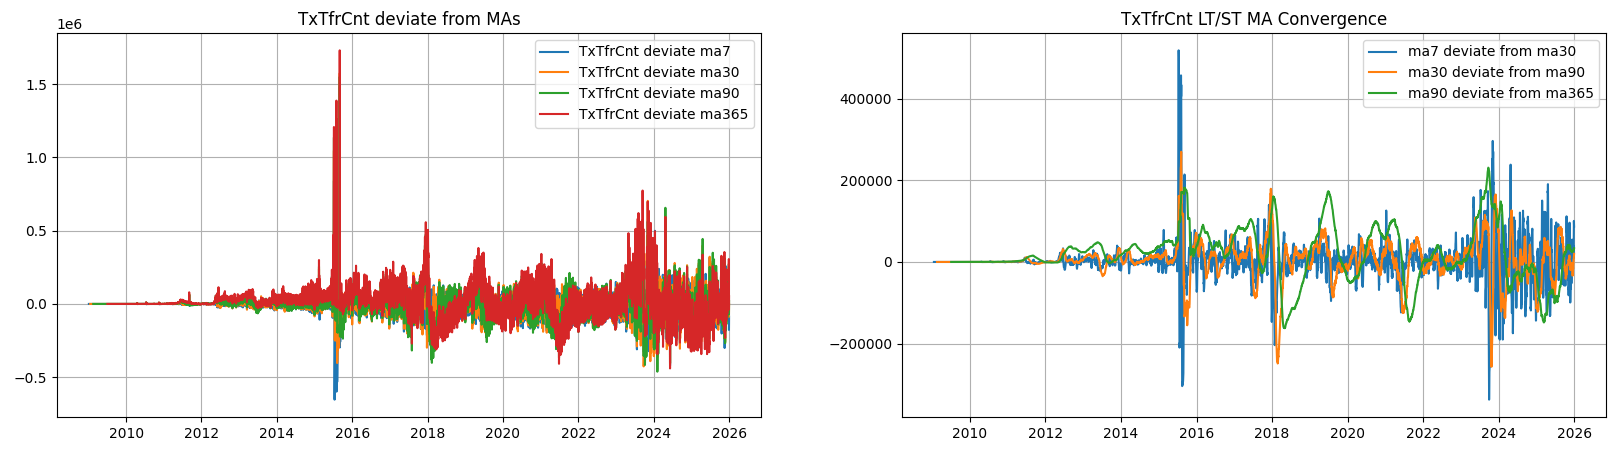 TxTfrCnt deviate from MAs
1e6
TxTfrCnt deviate ma7
TxTfrCnt deviate ma30
TxTfrCnt deviate ma90
TxTfrCnt deviate ma365
1.5
1.0
0.5
0.0
−0.5
2010 2012 2014 2016 2018 2020 2022 2024 2026
TxTfrCnt LT/ST MA Convergence
ma7 deviate from ma30
ma30 deviate from ma90
ma90 deviate from ma365
400000
200000
0
−200000
2010 2012 2014 2016 2018 2020 2022 2024 2026